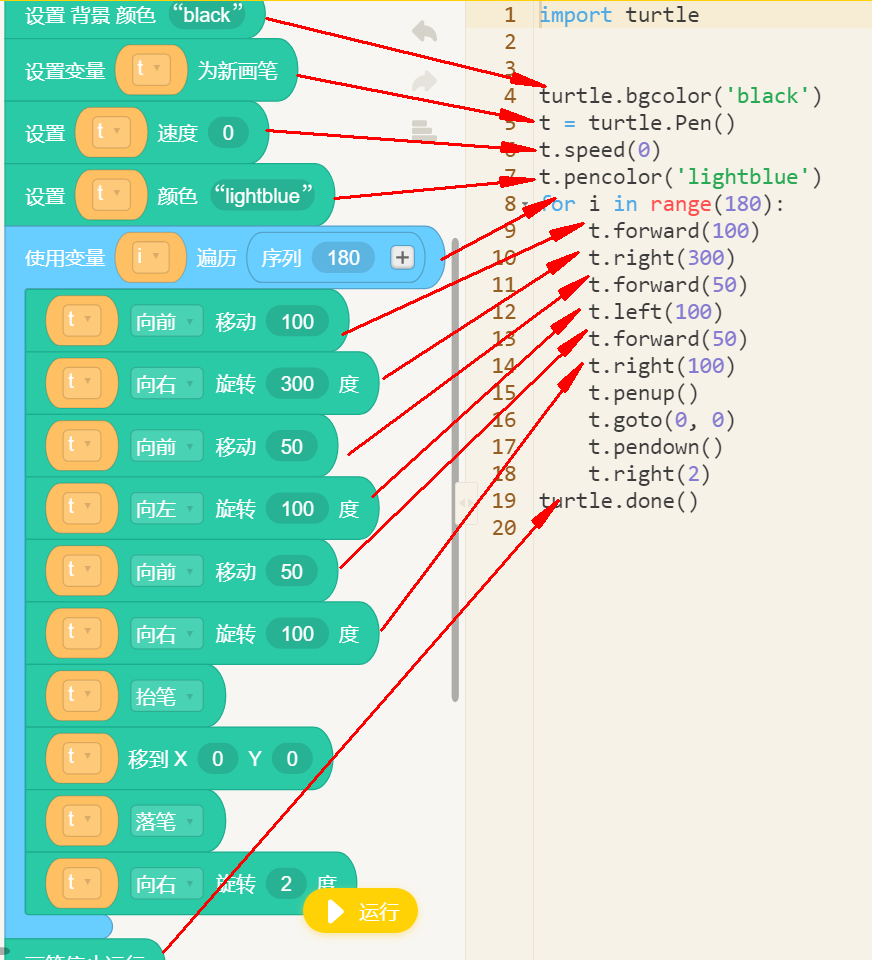 设置 背景 颜色 “black”
设置变量 t 为新画笔
设置 t 速度 0
设置 t 颜色 “lightblue”
使用变量 i 遍历 序列 180 +
t 向前 移动 100
t 向右 旋转 300 度
t 向前 移动 50
t 向左 旋转 100 度
t 向前 移动 50
t 向右 旋转 100 度
t 抬笔
t 移到 X 0 Y 0
t 落笔
t 向右 旋转 2 度
运行
画笔停止运行
1 import turtle
2
3
4 turtle.bgcolor('black')
5 t = turtle.Pen()
6 t.speed(0)
7 t.pencolor('lightblue')
8 for i in range(180):
9 t.forward(100)
10 t.right(300)
11 t.forward(50)
12 t.left(100)
13 t.forward(50)
14 t.right(100)
15 t.penup()
16 t.goto(0, 0)
17 t.pendown()
18 t.right(2)
19 turtle.done()
20